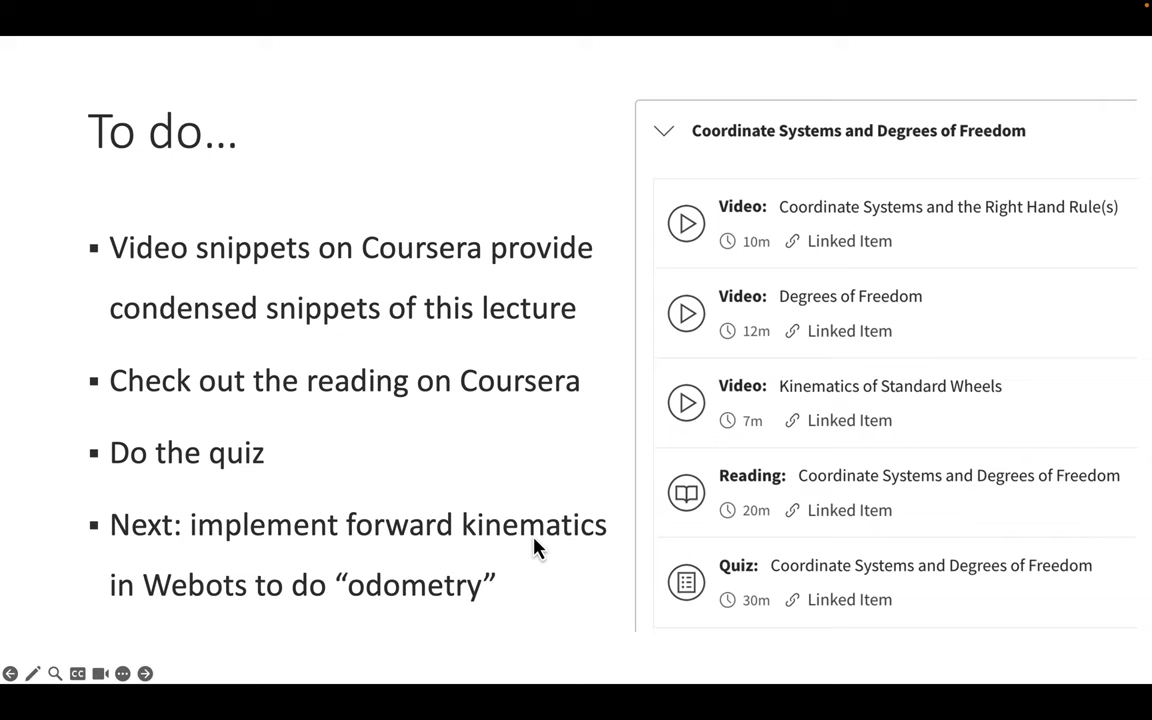 To do...
▪ Video snippets on Coursera provide
condensed snippets of this lecture
▪ Check out the reading on Coursera
▪ Do the quiz
▪ Next: implement forward kinematics
in Webots to do “odometry”
Coordinate Systems and Degrees of Freedom
Video: Coordinate Systems and the Right Hand Rule(s)
10m Linked Item
Video: Degrees of Freedom
12m Linked Item
Video: Kinematics of Standard Wheels
7m Linked Item
Reading: Coordinate Systems and Degrees of Freedom
20m Linked Item
Quiz: Coordinate Systems and Degrees of Freedom
30m Linked Item
CC